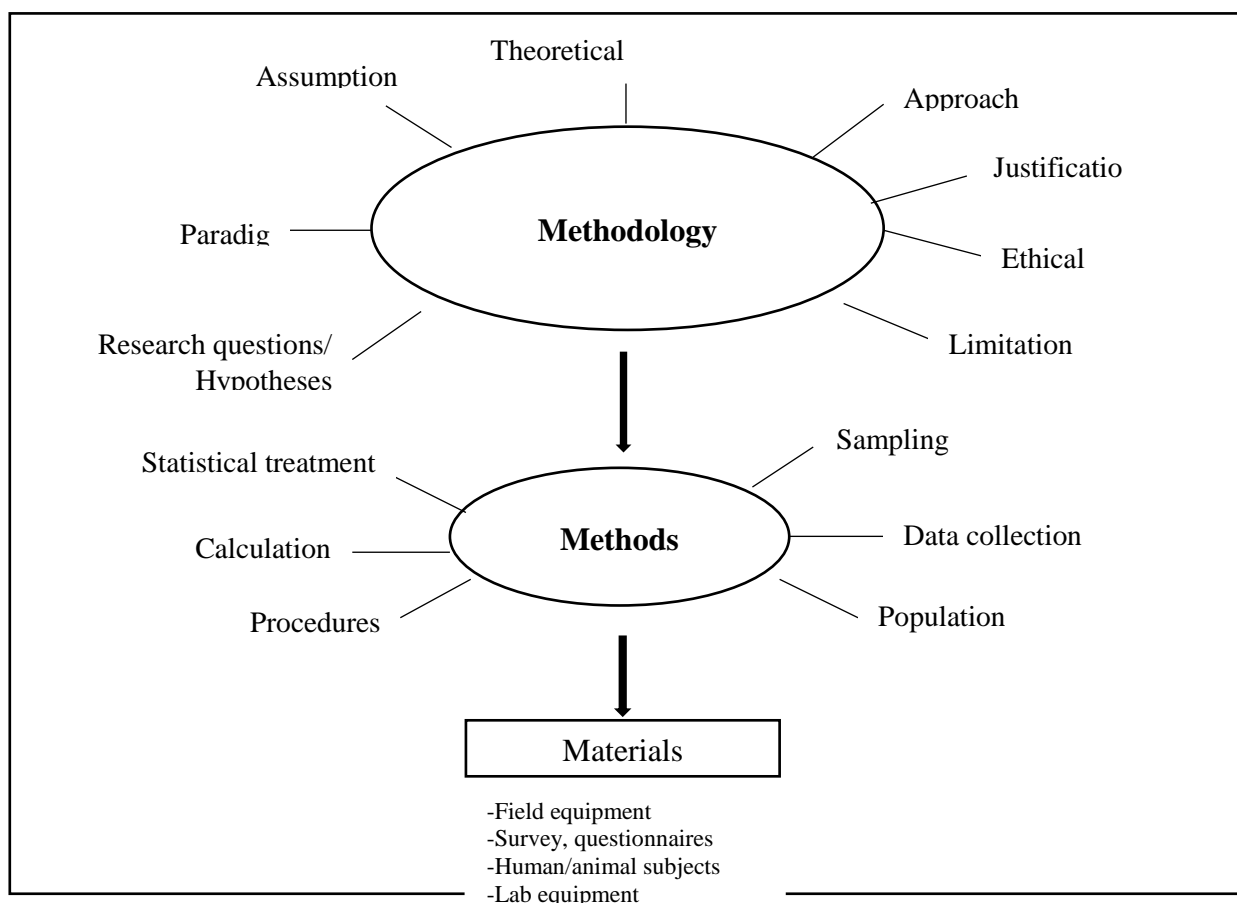 Theoretical
Assumption
Approach
Justificatio
Methodology
Paradig
Ethical
Research questions/
Hypotheses
Limitation
Sampling
Statistical treatment
Methods
Data collection
Calculation
Procedures
Population
Materials
-Field equipment
-Survey, questionnaires
-Human/animal subjects
-Lab equipment